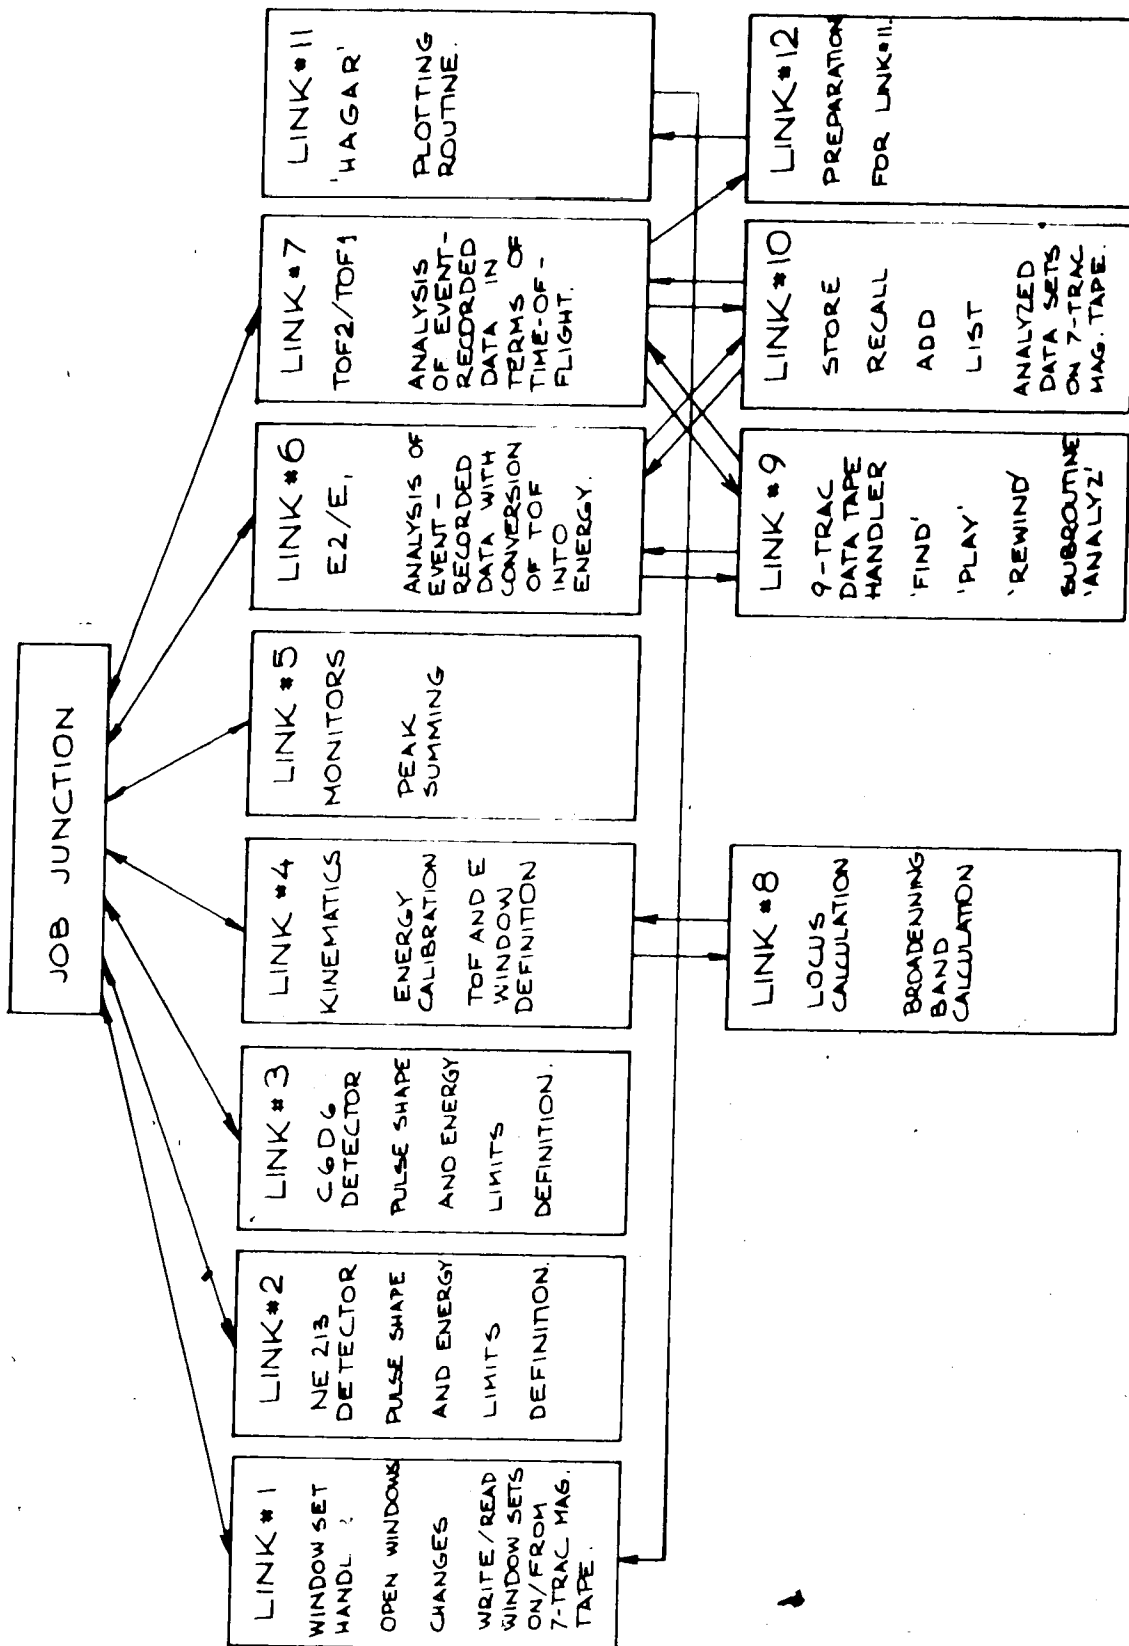 JOB JUNCTION
LINK #1
WINDOW SET
HANDL
OPEN WINDOWS
CHANGES
WRITE/READ
WINDOW SETS
ON/FROM
7-TRAC MAG.
TAPE.
LINK #2
NE 213
DETECTOR
PULSE SHAPE
AND ENERGY
LIMITS
DEFINITION.
LINK #3
C6D6
DETECTOR
PULSE SHAPE
AND ENERGY
LIMITS
DEFINITION.
LINK #4
KINEMATICS
ENERGY
CALIBRATION
TOF AND E
WINDOW
DEFINITION
LINK #5
MONITORS
PEAK
SUMMING
LINK #6
E2/E1
ANALYSIS OF
EVENT-
RECORDED
DATA WITH
CONVERSION
OF TOF
INTO
ENERGY.
LINK #7
TOF2/TOF1
ANALYSIS
OF EVENT-
RECORDED
DATA IN
TERMS OF
TIME-OF-
FLIGHT.
LINK #11
'HAGAR'
PLOTTING
ROUTINE.
LINK #8
LOCUS
CALCULATION
BROADENNING
BAND
CALCULATION
LINK #9
9-TRAC
DATA TAPE
HANDLER
'FIND'
'PLAY'
'REWIND'
SUBROUTINE
'ANALYZ'
LINK #10
STORE
RECALL
ADD
LIST
ANALYZED
DATA SETS
ON 7-TRAC
MAG. TAPE.
LINK #12
PREPARATION
FOR LINK #11.